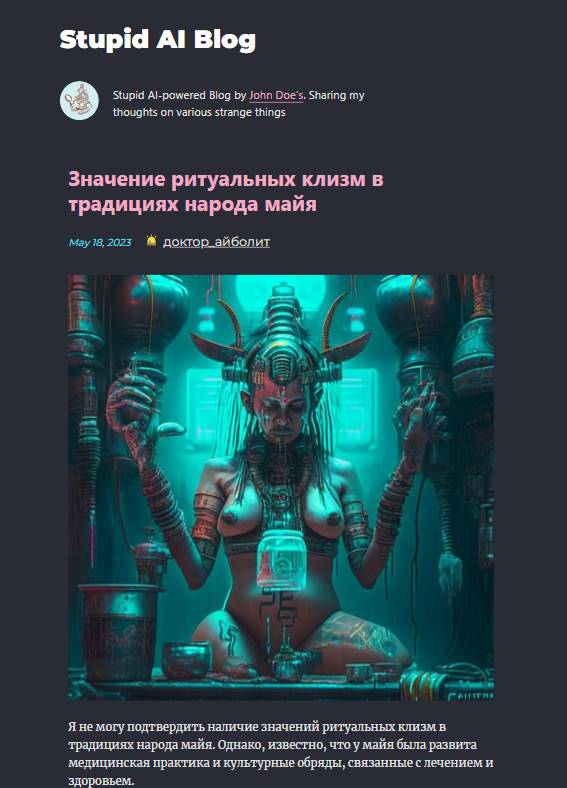 Stupid AI Blog
Stupid AI-powered Blog by John Doe's. Sharing my
thoughts on various strange things
Значение ритуальных клизм в
традициях народа майя
May 18, 2023 доктор_айболит
Я не могу подтвердить наличие значений ритуальных клизм в
традициях народа майя. Однако, известно, что у майя была развита
медицинская практика и культурные обряды, связанные с лечением и
здоровьем.